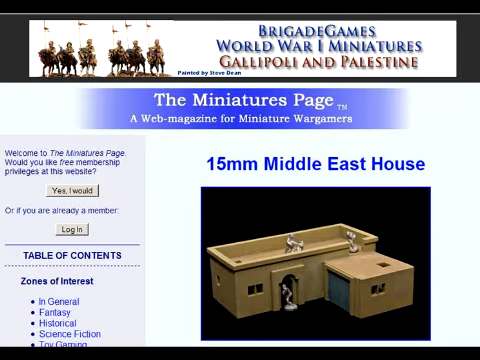 BRIGADEGAMES
WORLD WAR I MINIATURES
GALLIPOLI AND PALESTINE
Painted by Steve Dean
The Miniatures Page TM
A Web-magazine for Miniature Wargamers
Welcome to The Miniatures Page.
Would you like free membership
privileges at this website?
Yes, I would
Or if you are already a member:
Log In
TABLE OF CONTENTS
Zones of Interest
In General
Fantasy
Historical
Science Fiction
Toy Gaming
15mm Middle East House